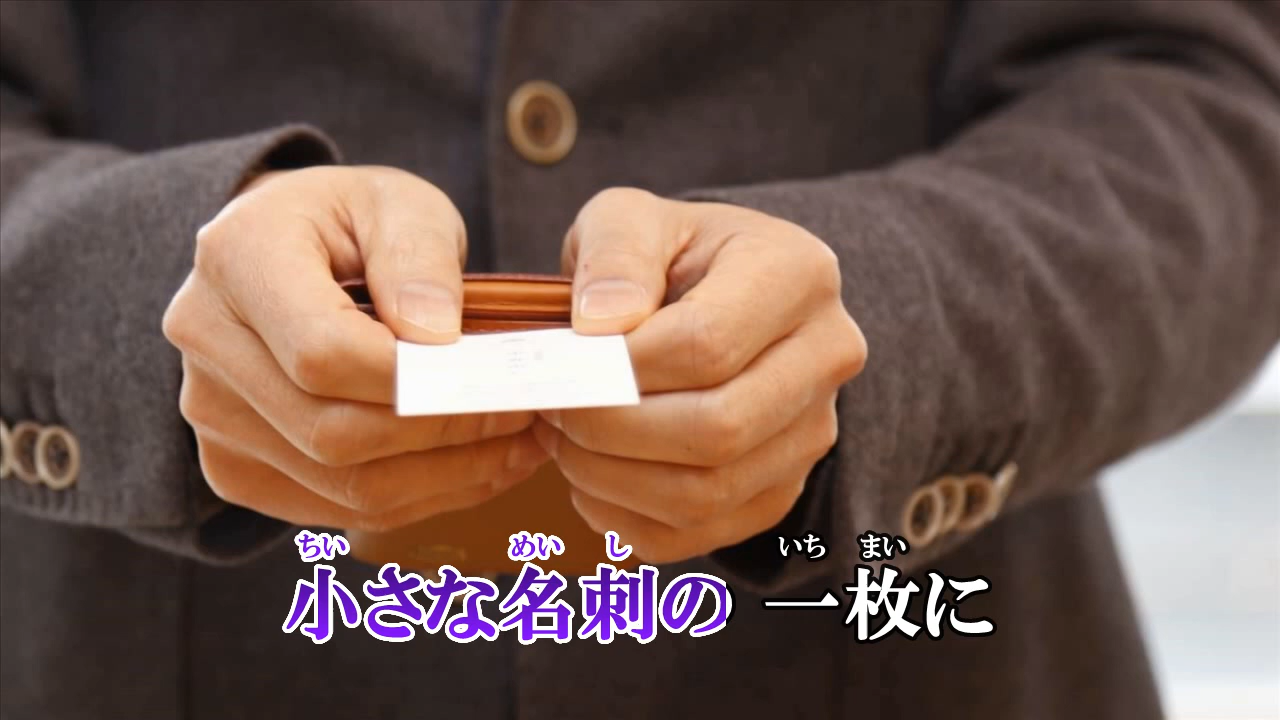 ちい めい し いち まい
小さな名刺の 一枚に